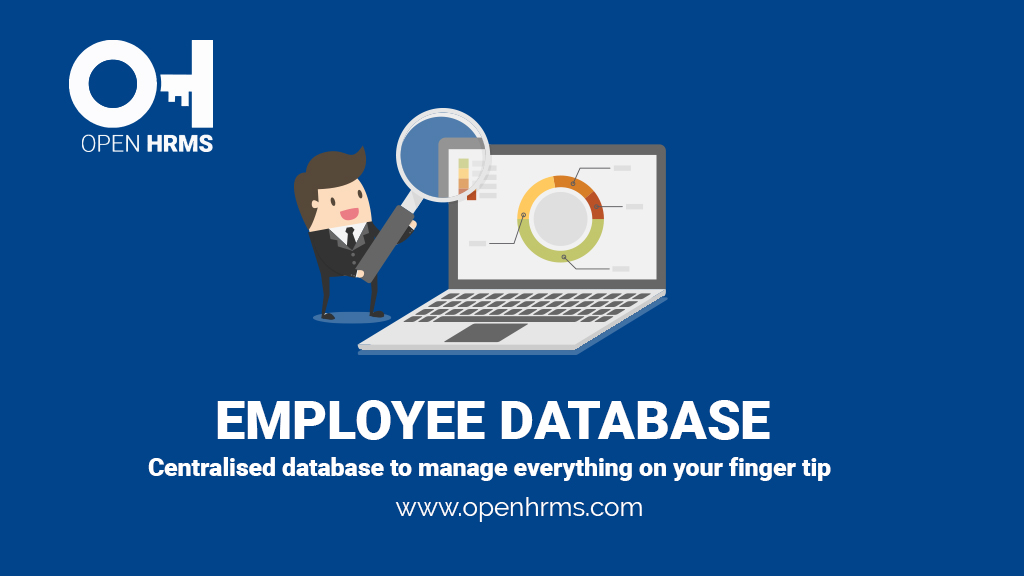 OPEN HRMS
EMPLOYEE DATABASE
Centralised database to manage everything on your finger tip
www.openhrms.com